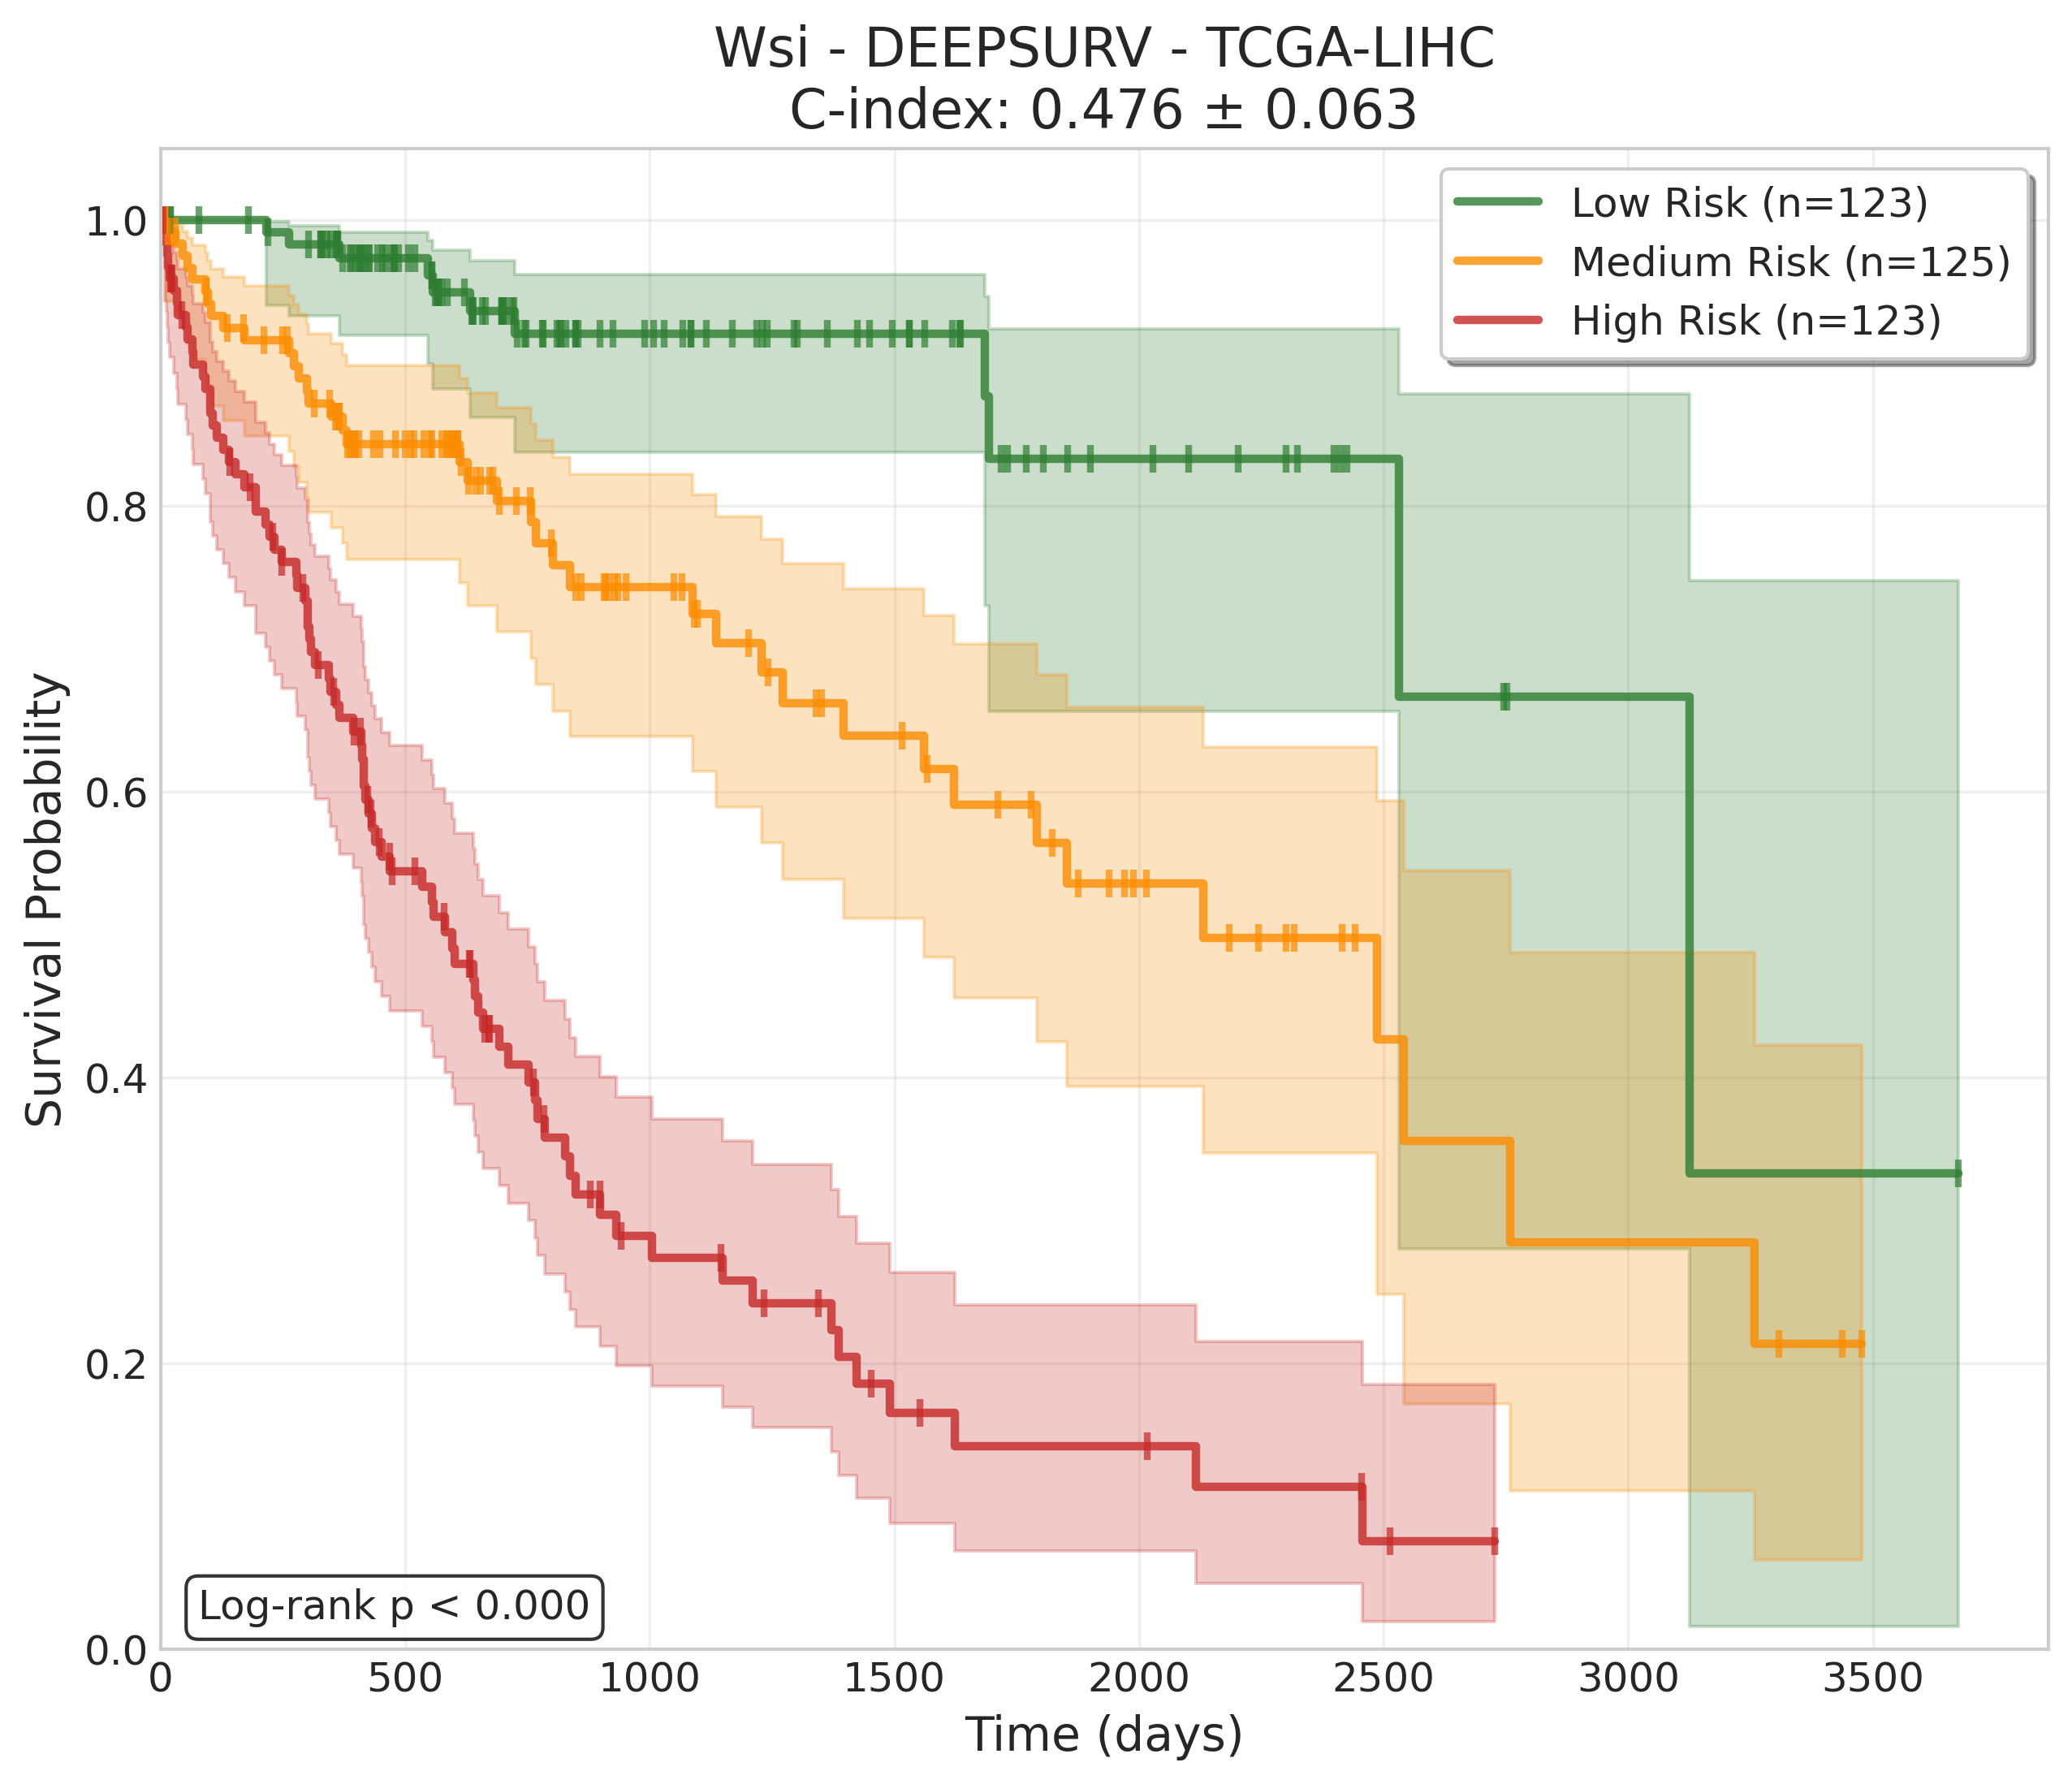 Wsi - DEEPSURV - TCGA-LIHC
C-index: 0.476 ± 0.063
Low Risk (n=123)
Medium Risk (n=125)
High Risk (n=123)
Survival Probability
1.0
0.8
0.6
0.4
0.2
0.0
Log-rank p < 0.000
0 500 1000 1500 2000 2500 3000 3500
Time (days)